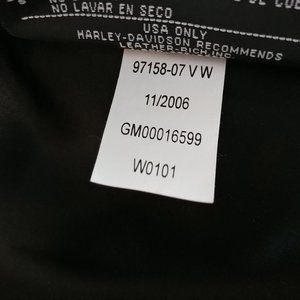 NO LAVAR EN SECO
USA ONLY
HARLEY-DAVIDSON RECOMMENDS
LEATHER-RICH, INC.
97158-07 V W
11/2006
GM00016599
W0101